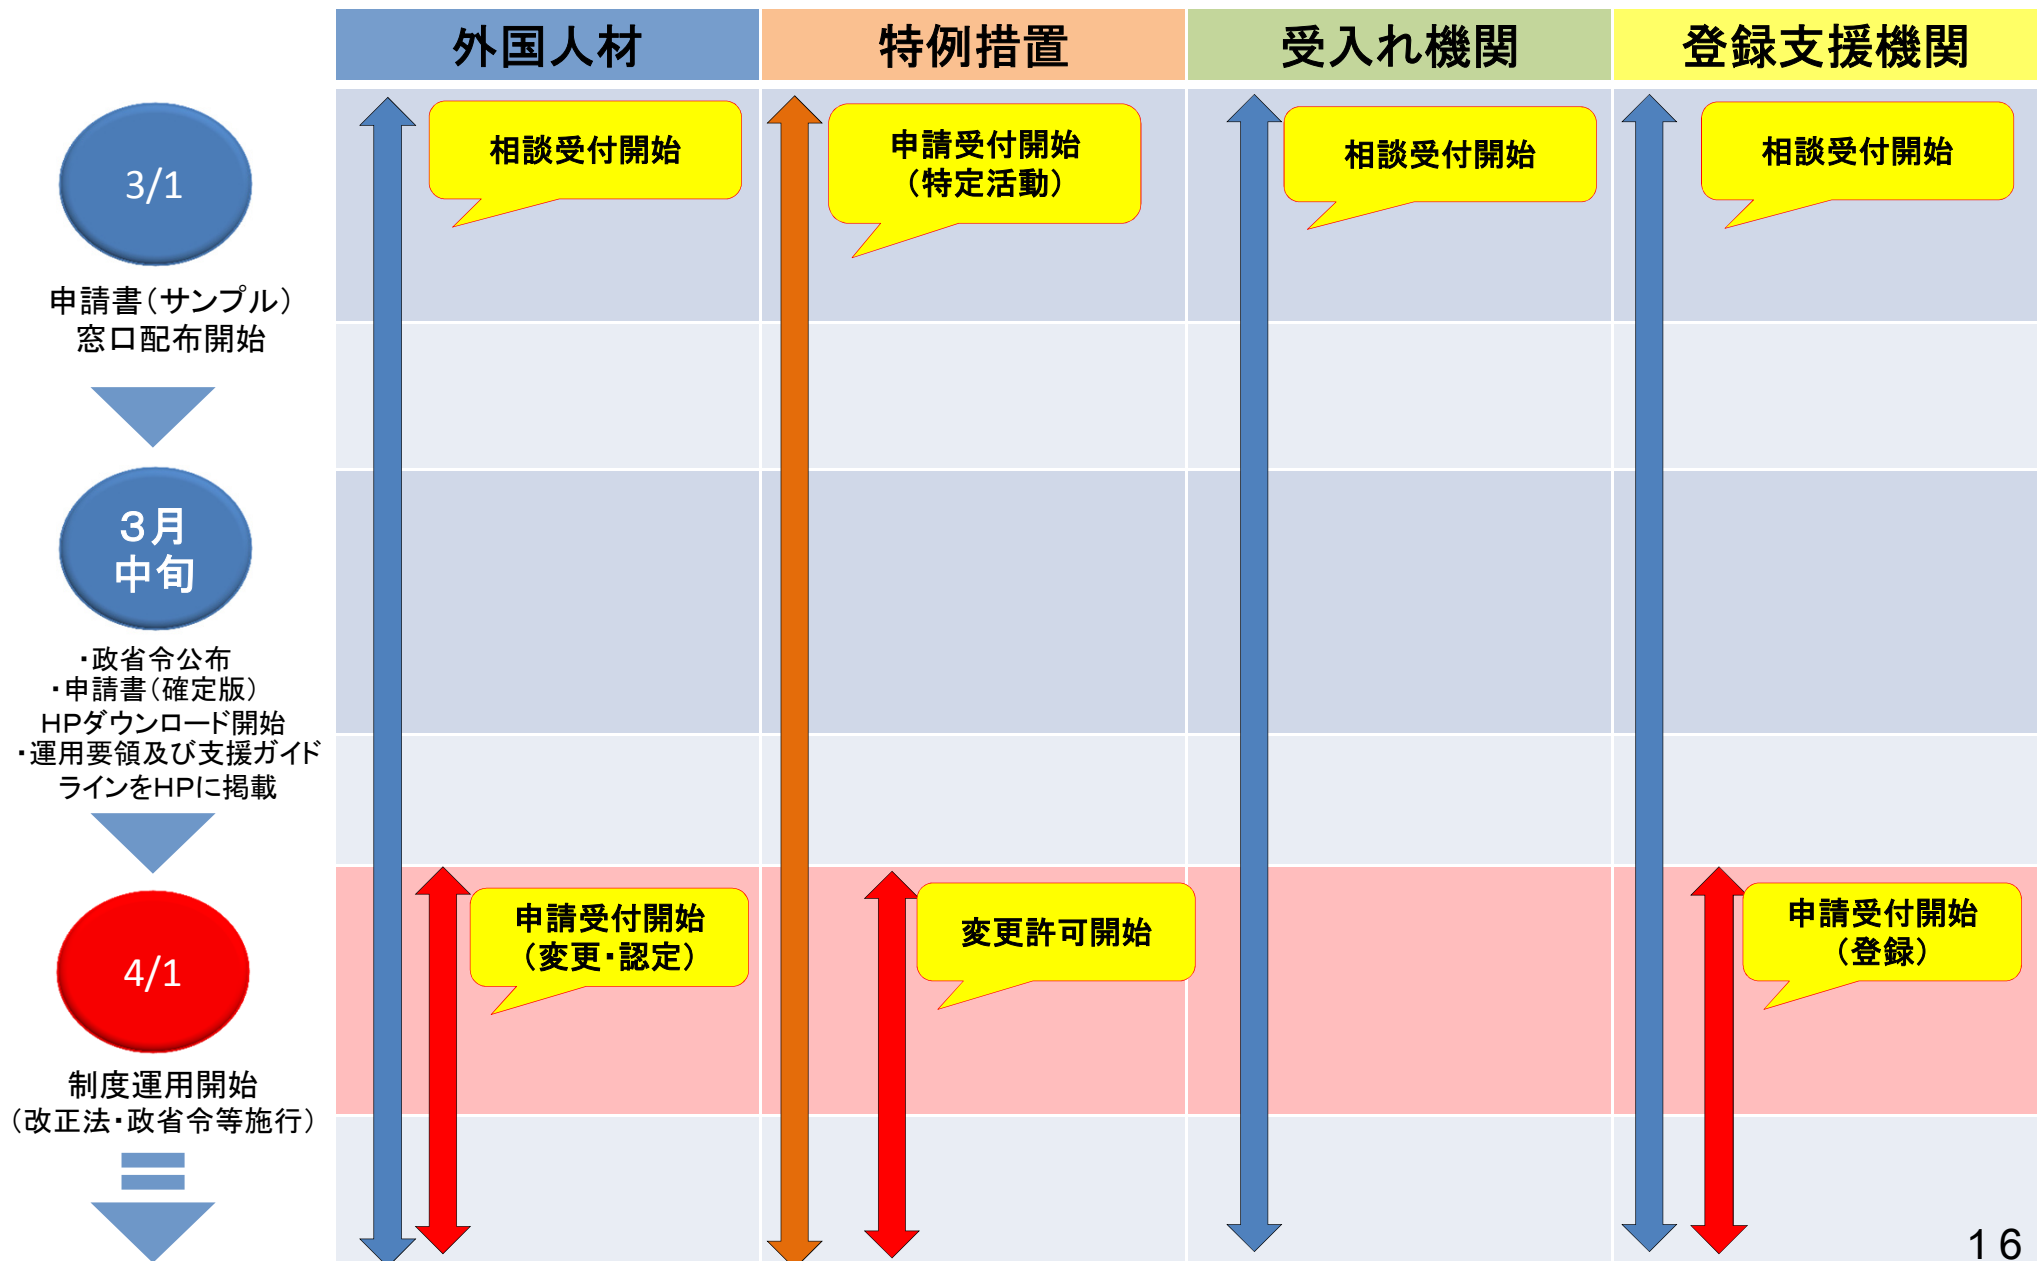 外国人材
特例措置
受入れ機関
登録支援機関
3/1
申請書（サンプル）
窓口配布開始
相談受付開始
申請受付開始
（特定活動）
相談受付開始
相談受付開始
３月
中旬
・政省令公布
・申請書（確定版）
HPダウンロード開始
・運用要領及び支援ガイド
ラインをHPに掲載
4/1
制度運用開始
（改正法・政省令等施行）
申請受付開始
（変更・認定）
変更許可開始
申請受付開始
（登録）
16